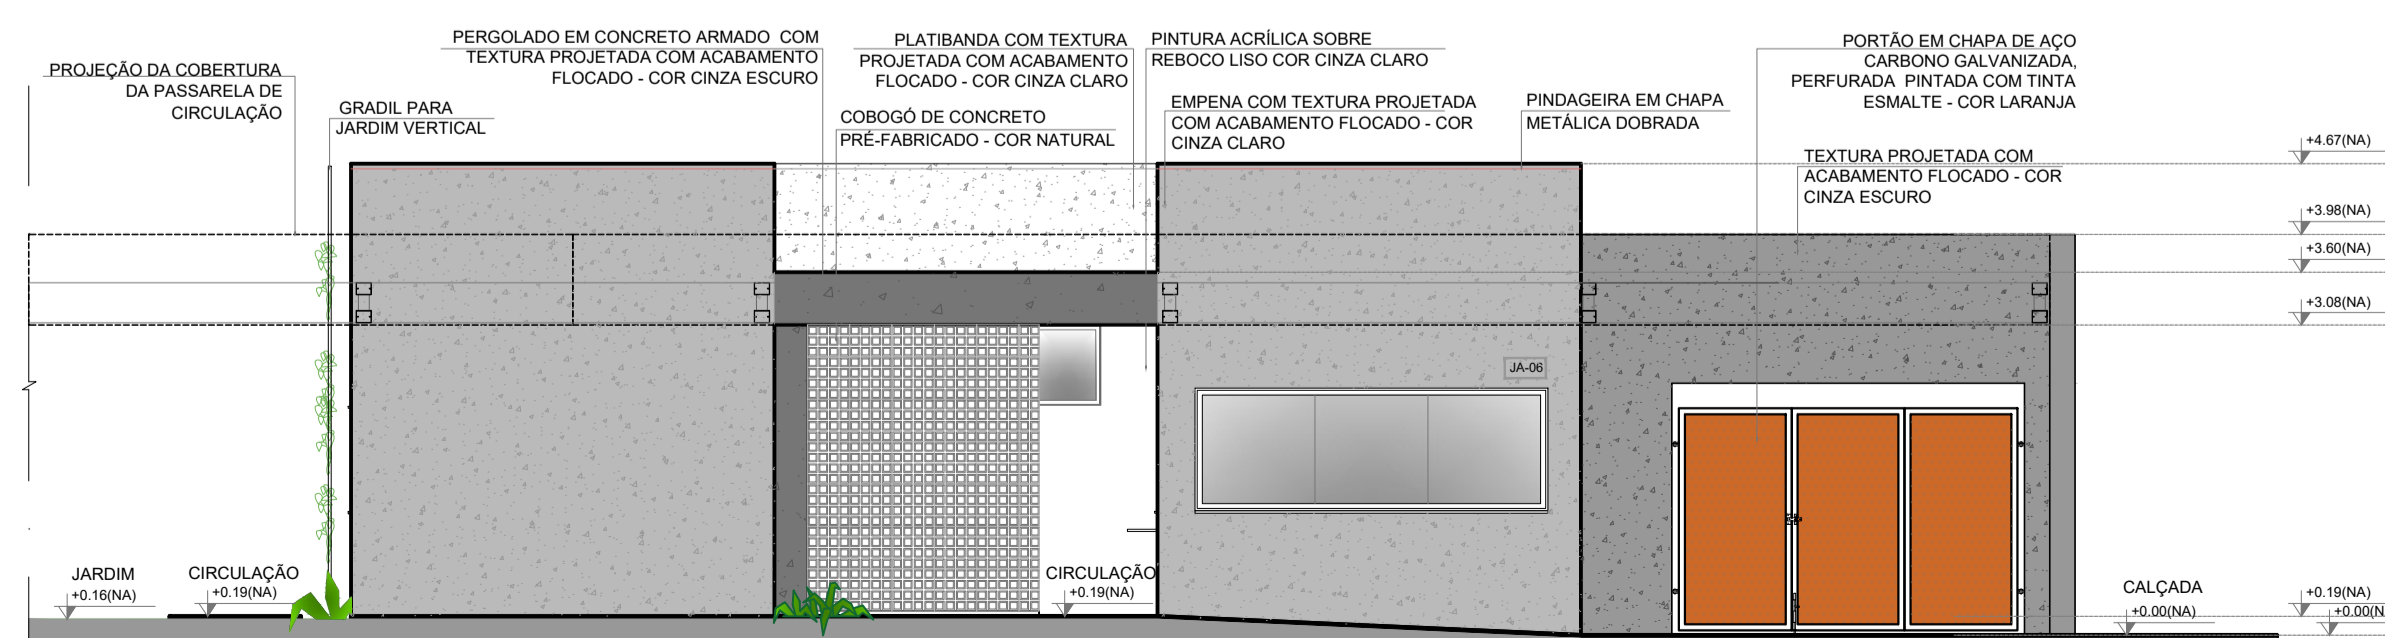 PROJEÇÃO DA COBERTURA
DA PASSARELA DE
CIRCULAÇÃO
GRADIL PARA
JARDIM VERTICAL
PERGOLADO EM CONCRETO ARMADO COM
TEXTURA PROJETADA COM ACABAMENTO
FLOCADO - COR CINZA ESCURO
PLATIBANDA COM TEXTURA
PROJETADA COM ACABAMENTO
FLOCADO - COR CINZA CLARO
COBOGÓ DE CONCRETO
PRÉ-FABRICADO - COR NATURAL
PINTURA ACRÍLICA SOBRE
REBOCO LISO COR CINZA CLARO
EMPENA COM TEXTURA PROJETADA
COM ACABAMENTO FLOCADO - COR
CINZA CLARO
PINDAGEIRA EM CHAPA
METÁLICA DOBRADA
PORTÃO EM CHAPA DE AÇO
CARBONO GALVANIZADA,
PERFURADA PINTADA COM TINTA
ESMALTE - COR LARANJA
TEXTURA PROJETADA COM
ACABAMENTO FLOCADO - COR
CINZA ESCURO
+4.67(NA)
+3.98(NA)
+3.60(NA)
+3.08(NA)
JA-06
JARDIM
+0.16(NA)
CIRCULAÇÃO
+0.19(NA)
CIRCULAÇÃO
+0.19(NA)
CALÇADA
+0.00(NA)
+0.19(NA)
+0.00(N